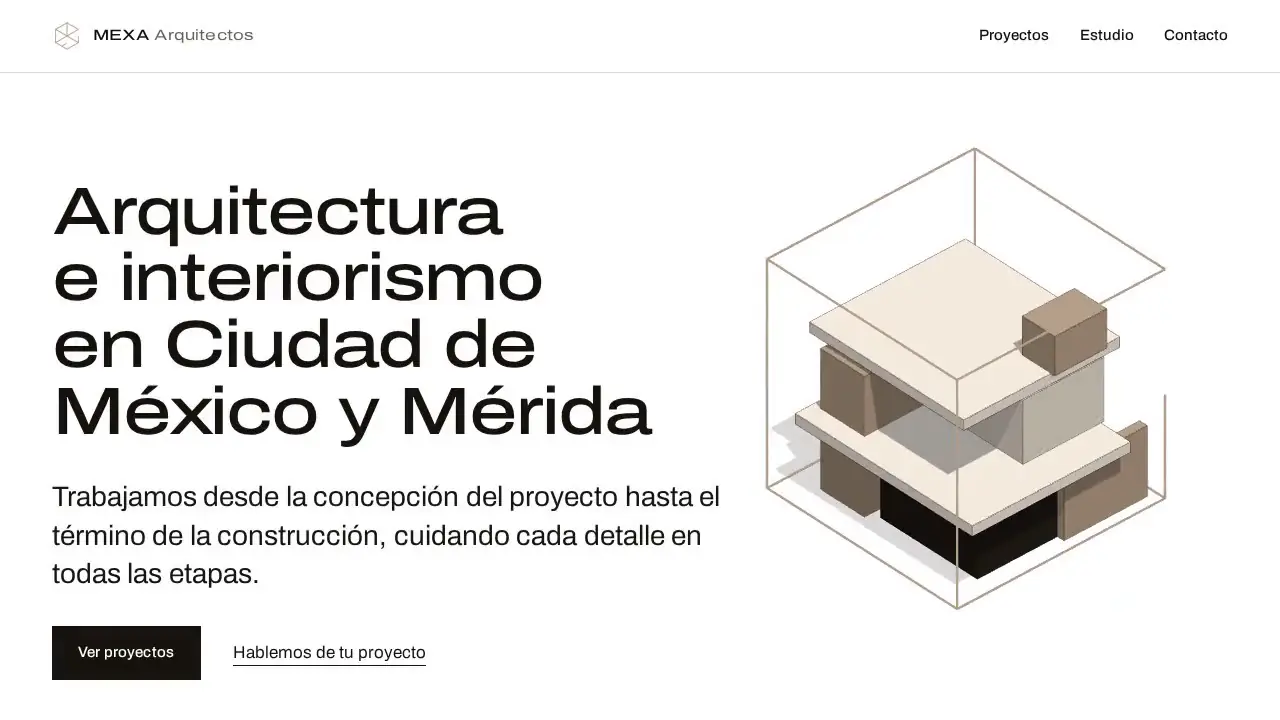 MEXA Arquitectos
Proyectos
Estudio
Contacto
Arquitectura
e interiorismo
en Ciudad de
México y Mérida
Trabajamos desde la concepción del proyecto hasta el
término de la construcción, cuidando cada detalle en
todas las etapas.
Ver proyectos
Hablemos de tu proyecto